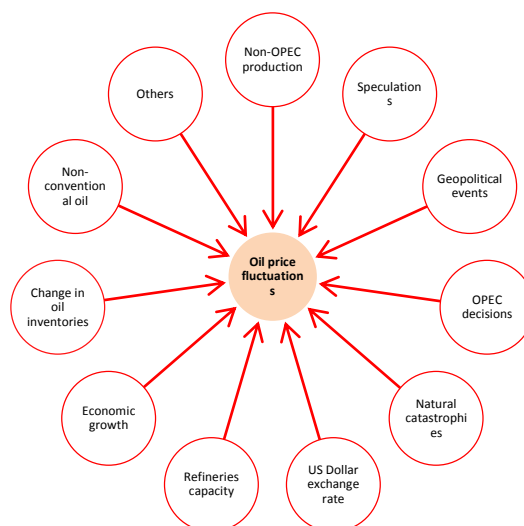 Non-OPEC
production
Speculation
s
Geopolitical
events
OPEC
decisions
Natural
catastrophi
es
US Dollar
exchange
rate
Refineries
capacity
Economic
growth
Change in
oil
inventories
Non-
convention
al oil
Others
Oil price
fluctuation
s